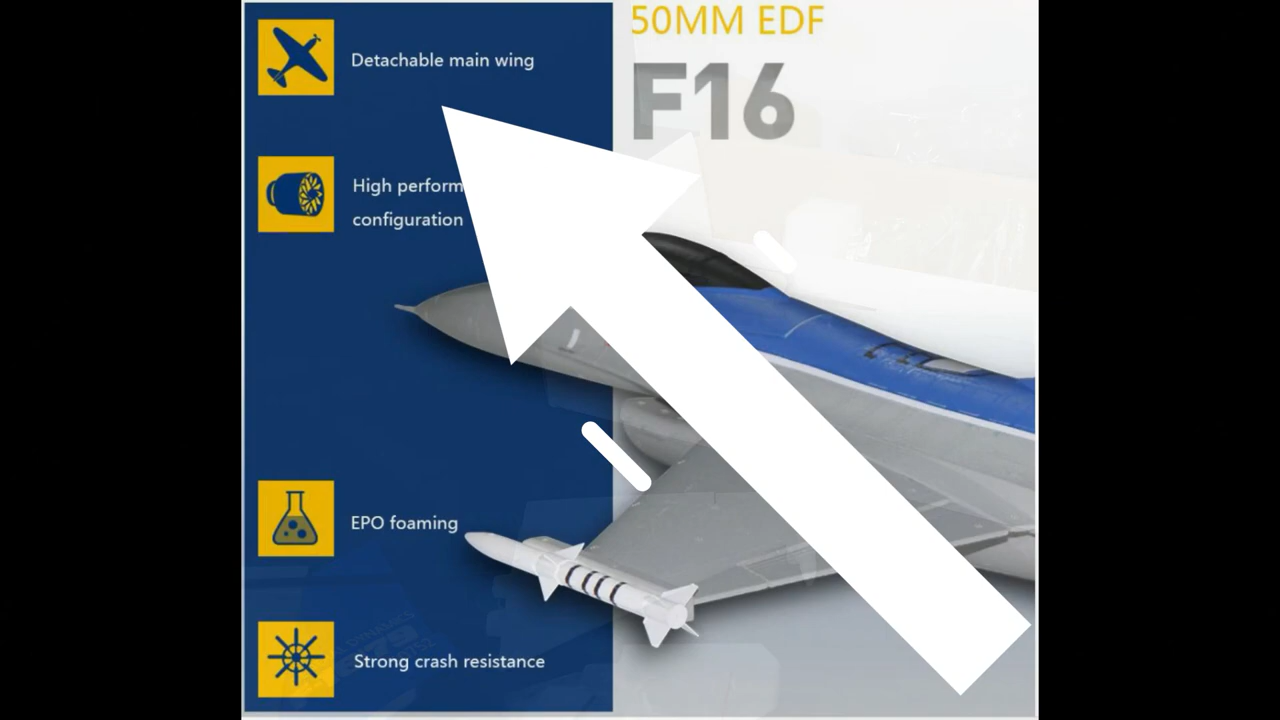 50MM EDF
F16
Detachable main wing
High perform
configuration
EPO foaming
Strong crash resistance